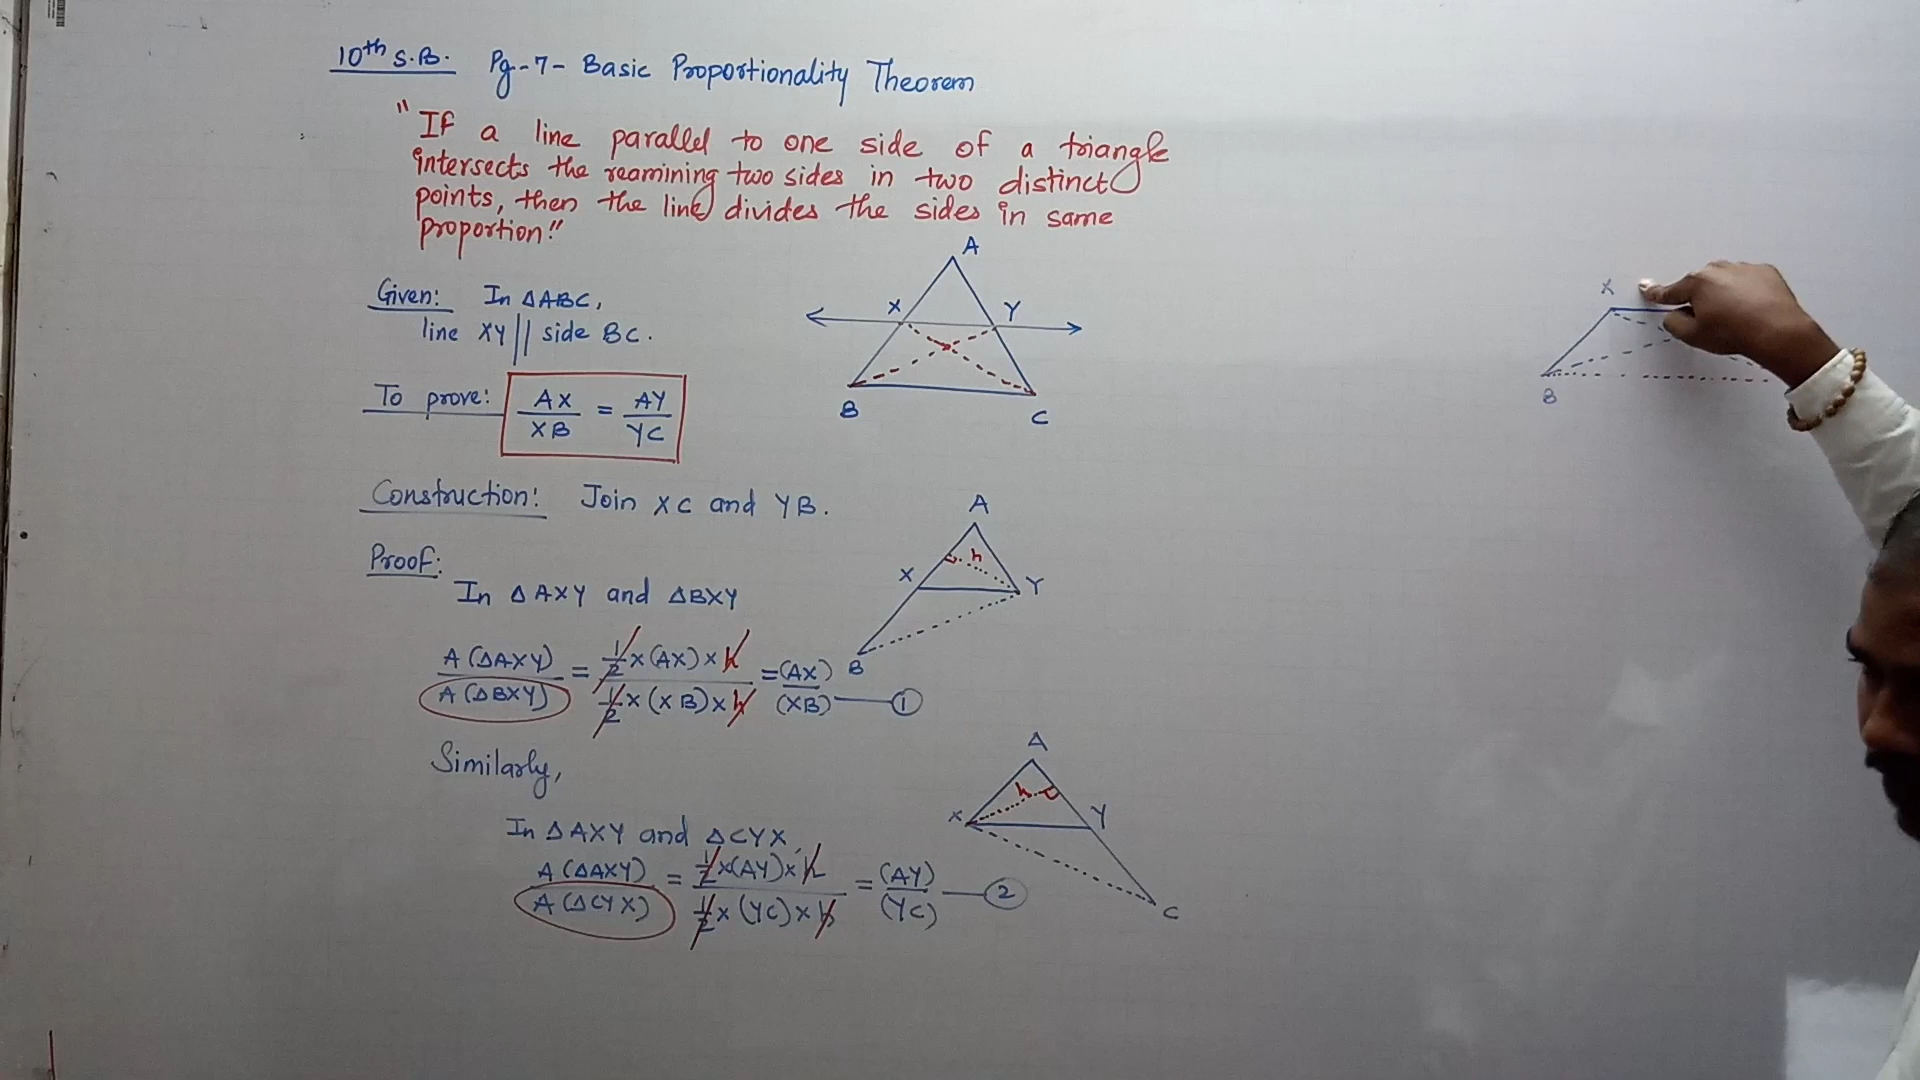 10th S.B. Pg-7- Basic Proportionality Theorem
"If a line parallel to one side of a triangle
intersects the reamining two sides in two distinct
points, then the line divides the sides in same
proportion."
Given: In ΔABC,
line XY || side BC.
A
X
Y
B
C
To prove: AX/XB = AY/YC
Construction: Join XC and YB.
Proof:
In ΔAXY and ΔBXY
A
h
X
Y
B
A(ΔAXY)/A(ΔBXY) = 1/2 x (AX) x h / 1/2 x (XB) x h = (AX)/(XB) — 1
Similarly,
In ΔAXY and ΔCYX,
A(ΔAXY)/A(ΔCYX) = 1/2 x (AY) x h / 1/2 x (YC) x h = (AY)/(YC) — 2
A
h
X
Y
C
X
B